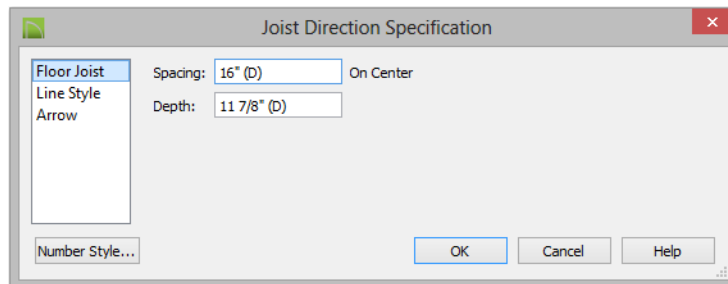 Joist Direction Specification
Floor Joist
Line Style
Arrow
Spacing: 16" (D) On Center
Depth: 11 7/8" (D)
Number Style...
OK Cancel Help